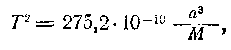 T² = 275,2 · 10⁻¹⁰ a³/M ,